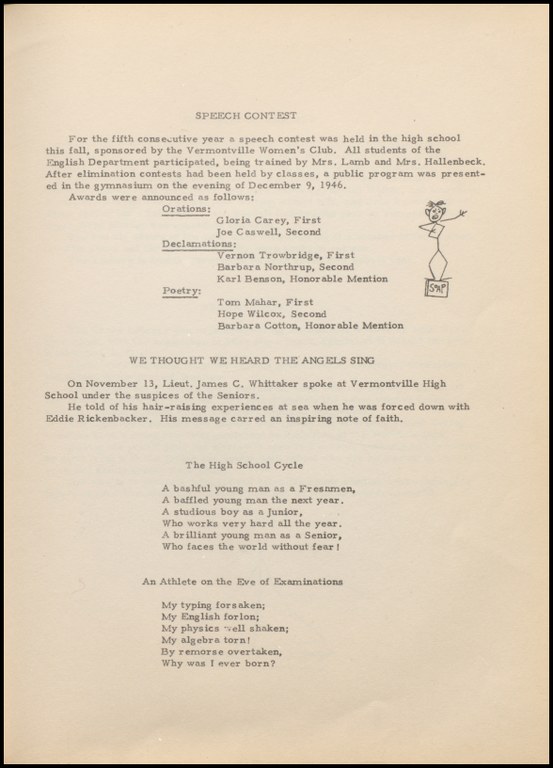 SPEECH CONTEST
For the fifth consecutive year a speech contest was held in the high school
this fall, sponsored by the Vermontville Women's Club. All students of the
English Department participated, being trained by Mrs. Lamb and Mrs. Hallenbeck.
After elimination contests had been held by classes, a public program was present-
ed in the gymnasium on the evening of December 9, 1946.
Awards were announced as follows:
Orations:
Gloria Carey, First
Joe Caswell, Second
Declamations:
Vernon Trowbridge, First
Barbara Northrup, Second
Karl Benson, Honorable Mention
Poetry:
Tom Mahar, First
Hope Wilcox, Second
Barbara Cotton, Honorable Mention
SOAP
WE THOUGHT WE HEARD THE ANGELS SING
On November 13, Lieut. James C. Whittaker spoke at Vermontville High
School under the suspices of the Seniors.
He told of his hair-raising experiences at sea when he was forced down with
Eddie Rickenbacker. His message carred an inspiring note of faith.
The High School Cycle
A bashful young man as a Fresnmen,
A baffled young man the next year.
A studious boy as a Junior,
Who works very hard all the year.
A brilliant young man as a Senior,
Who faces the world without fear!
An Athlete on the Eve of Examinations
My typing forsaken;
My English forlon;
My physics well shaken;
My algebra torn!
By remorse overtaken,
Why was I ever born?